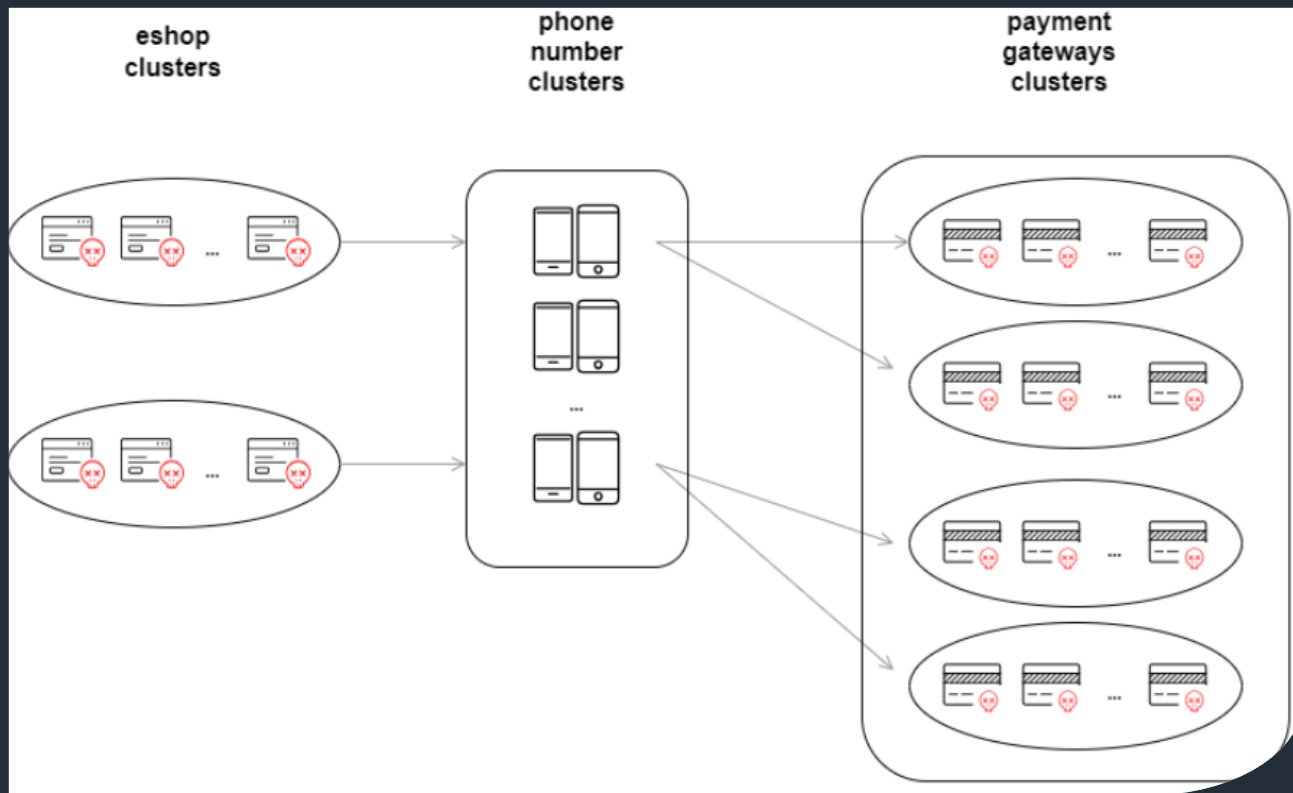 eshop
clusters
phone
number
clusters
payment
gateways
clusters
...
...
...
...
...
...
...